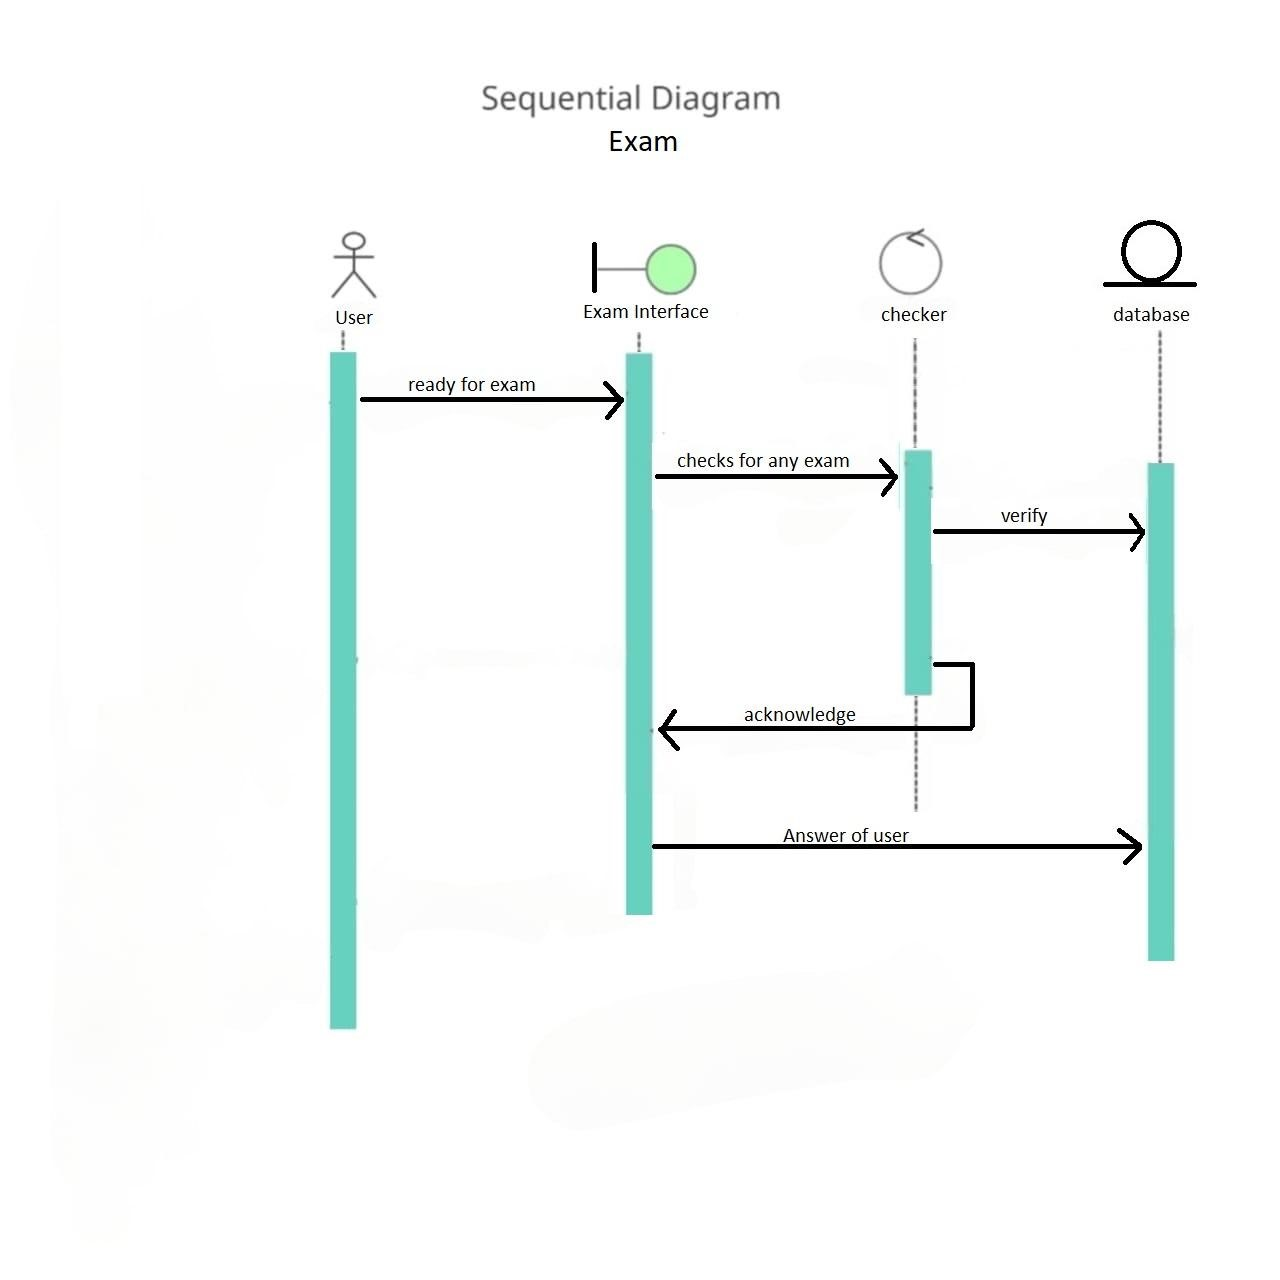 Sequential Diagram
Exam
User
Exam Interface
checker
database
ready for exam
checks for any exam
verify
acknowledge
Answer of user